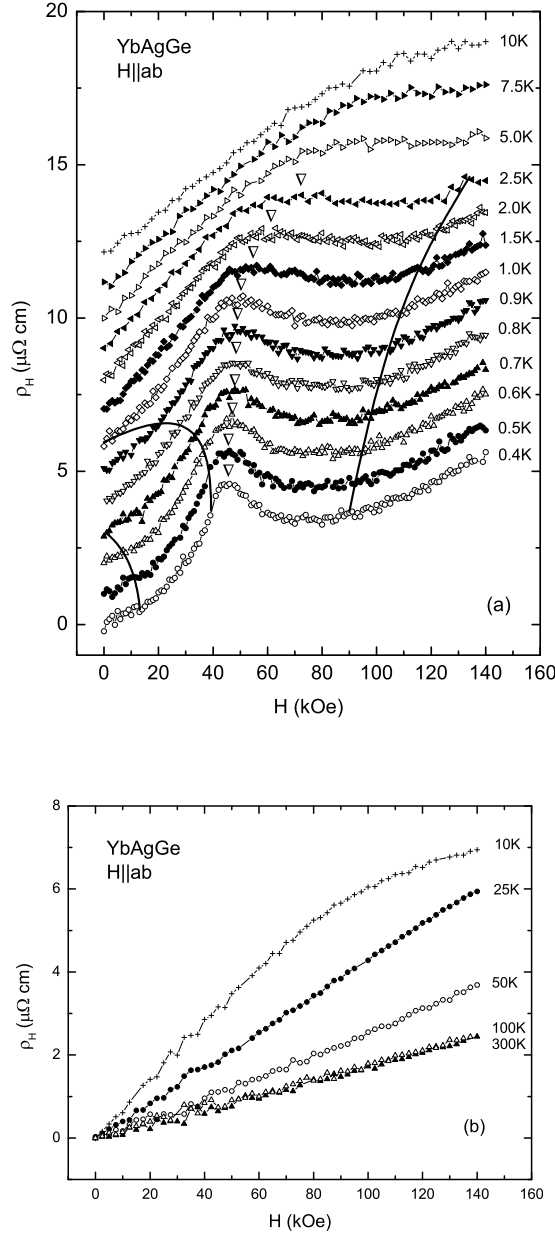 YbAgGe
H||ab
20
15
10
5
0
ρH (μΩ cm)
10K
7.5K
5.0K
2.5K
2.0K
1.5K
1.0K
0.9K
0.8K
0.7K
0.6K
0.5K
0.4K
(a)
0 20 40 60 80 100 120 140 160
H (kOe)
YbAgGe
H||ab
8
6
4
2
0
ρH (μΩ cm)
10K
25K
50K
100K
300K
(b)
0 20 40 60 80 100 120 140 160
H (kOe)